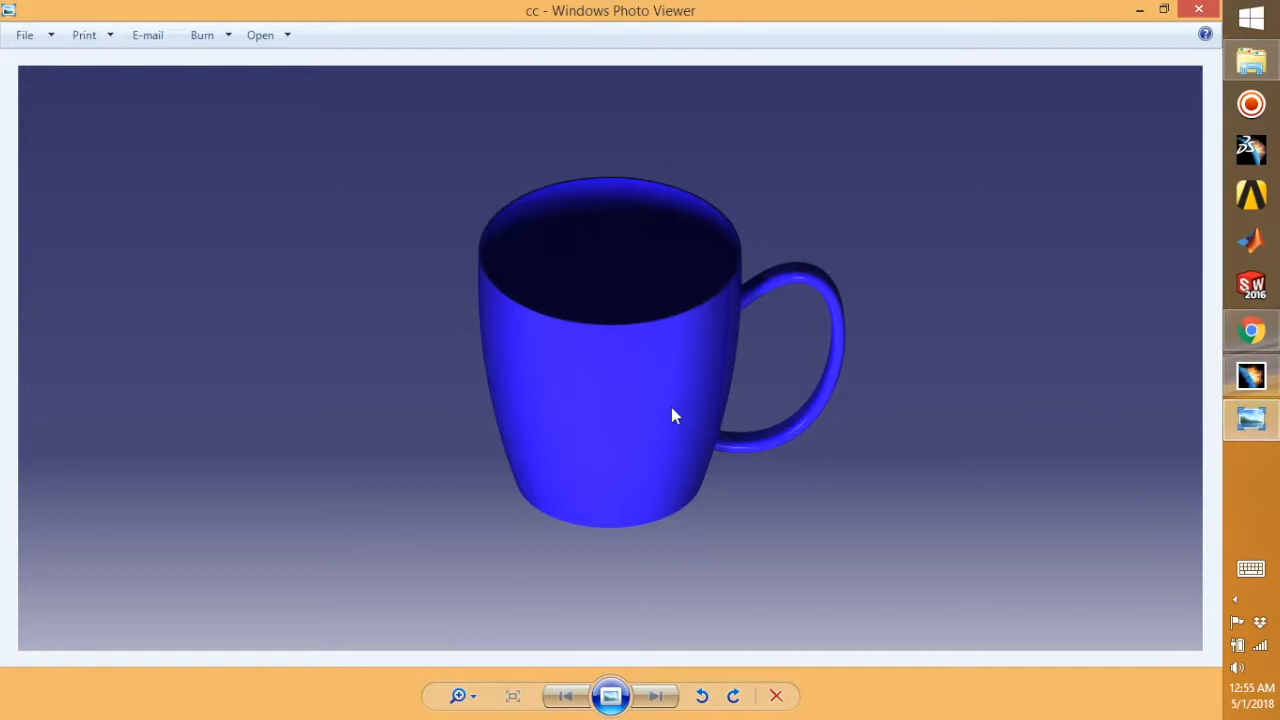 cc - Windows Photo Viewer
File Print E-mail Burn Open
SW
2016
12:55 AM
5/1/2018